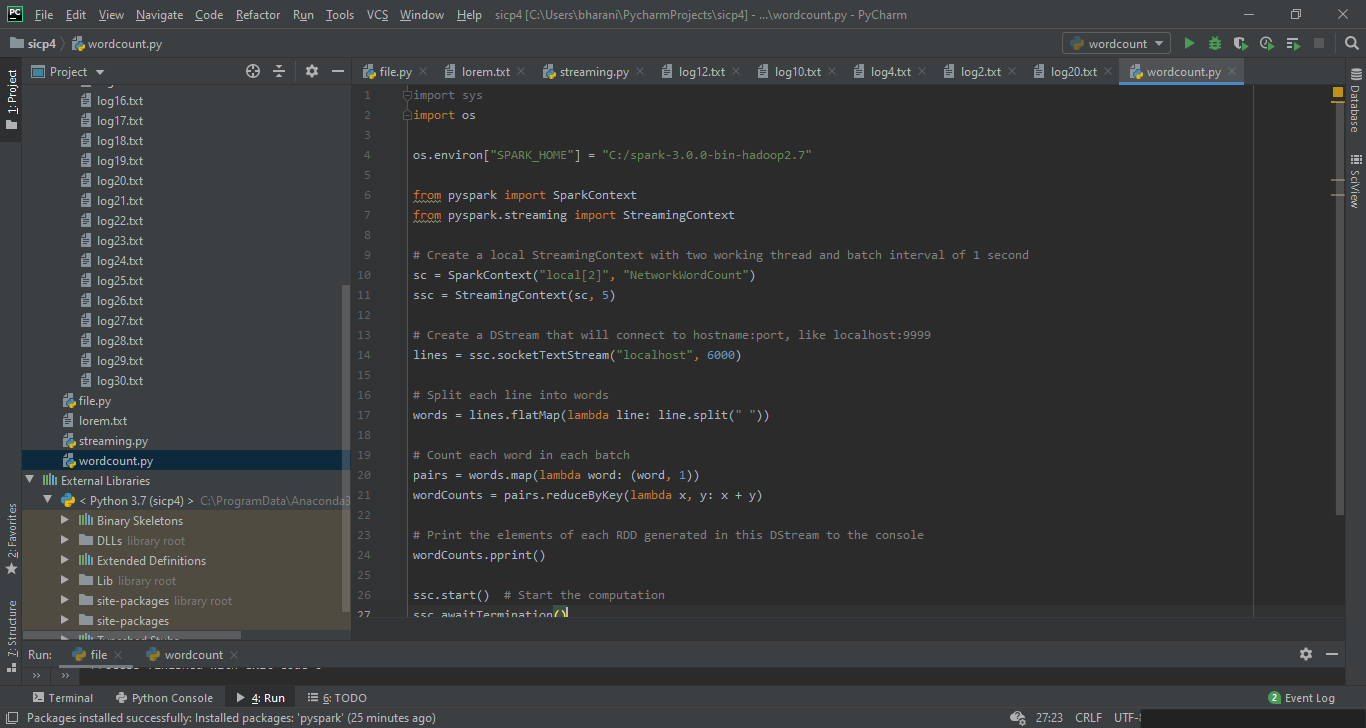 PC File Edit View Navigate Code Refactor Run Tools VCS Window Help sicp4 [C:\Users\bharani\PycharmProjects\sicp4] - ...\wordcount.py - PyCharm
sicp4 wordcount.py wordcount
1: Project
Project
file.py lorem.txt streaming.py log12.txt log10.txt log4.txt log2.txt log20.txt wordcount.py
log16.txt
log17.txt
log18.txt
log19.txt
log20.txt
log21.txt
log22.txt
log23.txt
log24.txt
log25.txt
log26.txt
log27.txt
log28.txt
log29.txt
log30.txt
file.py
lorem.txt
streaming.py
wordcount.py
External Libraries
< Python 3.7 (sicp4) > C:\ProgramData\Anaconda3
Binary Skeletons
DLLs library root
Extended Definitions
Lib library root
site-packages library root
site-packages
Typeshed Stubs
2: Favorites
7: Structure
1 import sys
2 import os
3
4 os.environ["SPARK_HOME"] = "C:/spark-3.0.0-bin-hadoop2.7"
5
6 from pyspark import SparkContext
7 from pyspark.streaming import StreamingContext
8
9 # Create a local StreamingContext with two working thread and batch interval of 1 second
10 sc = SparkContext("local[2]", "NetworkWordCount")
11 ssc = StreamingContext(sc, 5)
12
13 # Create a DStream that will connect to hostname:port, like localhost:9999
14 lines = ssc.socketTextStream("localhost", 6000)
15
16 # Split each line into words
17 words = lines.flatMap(lambda line: line.split(" "))
18
19 # Count each word in each batch
20 pairs = words.map(lambda word: (word, 1))
21 wordCounts = pairs.reduceByKey(lambda x, y: x + y)
22
23 # Print the elements of each RDD generated in this DStream to the console
24 wordCounts.pprint()
25
26 ssc.start()  # Start the computation
27 ssc.awaitTermination()
Database
SciView
Run: file wordcount
Process finished with exit code 0
Terminal Python Console 4: Run 6: TODO 2 Event Log
Packages installed successfully: Installed packages: 'pyspark' (25 minutes ago) 27:23 CRLF UTF-